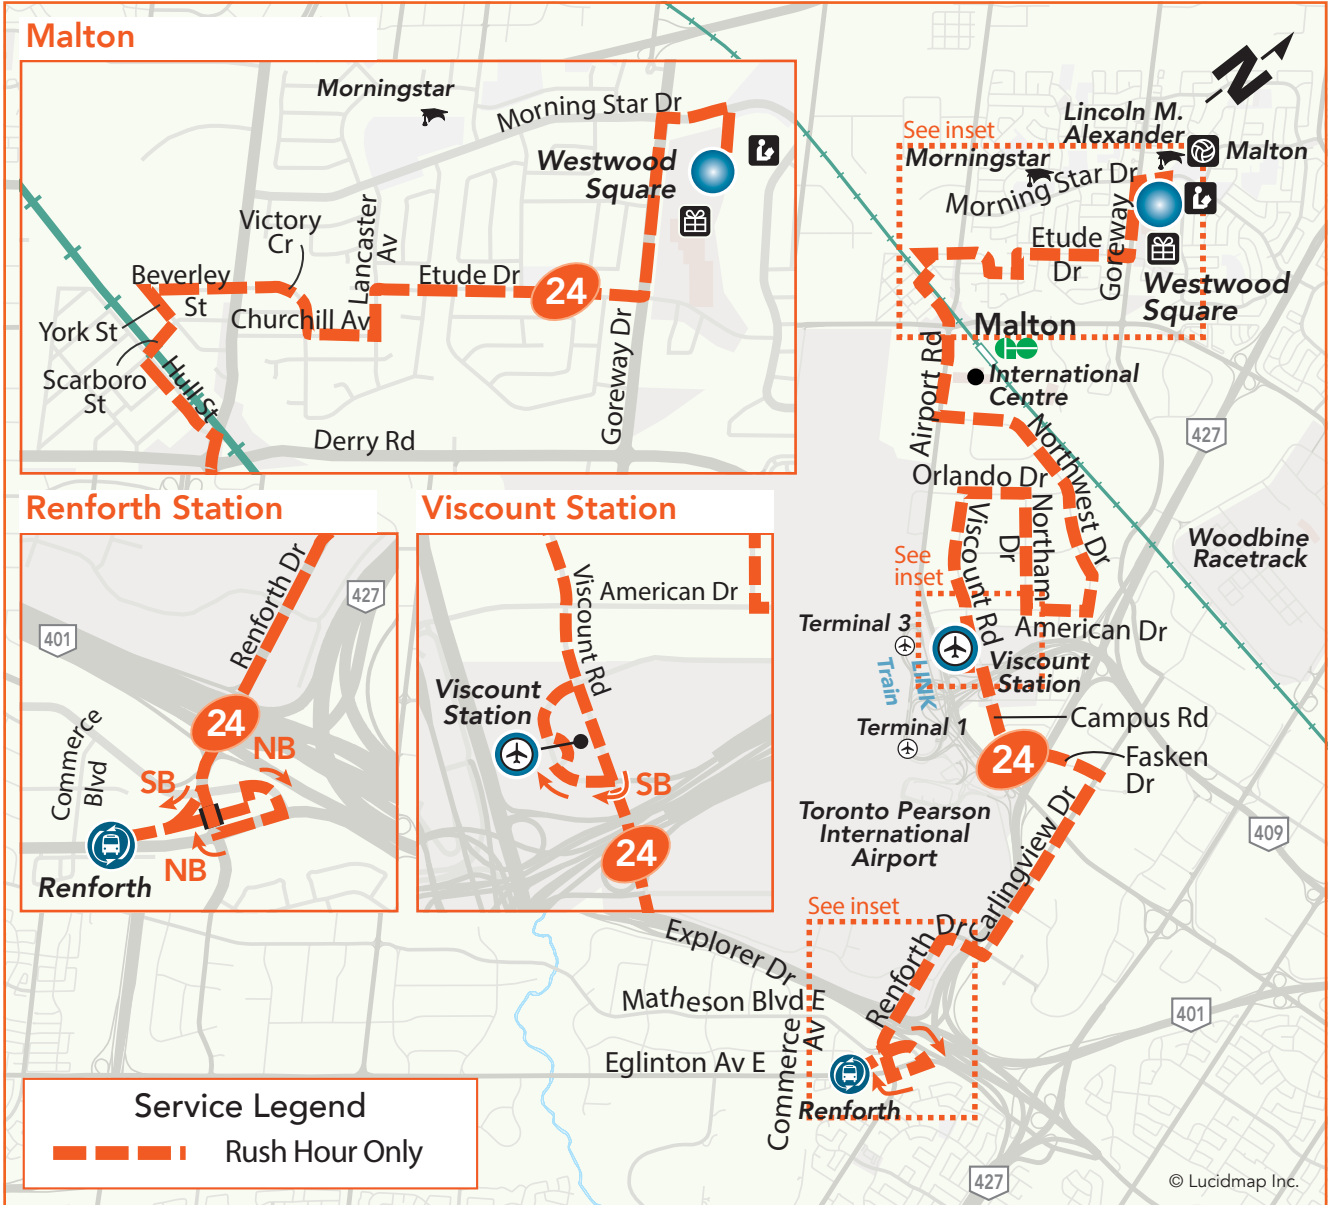 Malton
Morningstar
Morning Star Dr
Westwood
Square
Victory
Cr
Lancaster
Av
Beverley
St
Etude Dr
24
York St
Churchill Av
Scarboro
St
Hull St
Goreway Dr
Derry Rd
N
See inset
Lincoln M.
Alexander
Morningstar
Malton
Morning Star Dr
Goreway
Etude
Dr
Westwood
Square
Malton
GO
International
Centre
Airport Rd
427
Northwest Dr
Orlando Dr
Viscount Rd
Northam
Dr
Woodbine
Racetrack
See
inset
Terminal 3
American Dr
LINK
Train
Viscount
Station
Terminal 1
Campus Rd
24
Fasken
Dr
Toronto Pearson
International
Airport
Carlingview Dr
409
See inset
Renforth Dr
Explorer Dr
Matheson Blvd E
Commerce
Av
Eglinton Av E
401
Renforth
427
Renforth Station
Renforth Dr
427
401
24
Commerce
Blvd
NB
SB
NB
Renforth
Viscount Station
Viscount Rd
American Dr
Viscount
Station
SB
24
Service Legend
Rush Hour Only
© Lucidmap Inc.